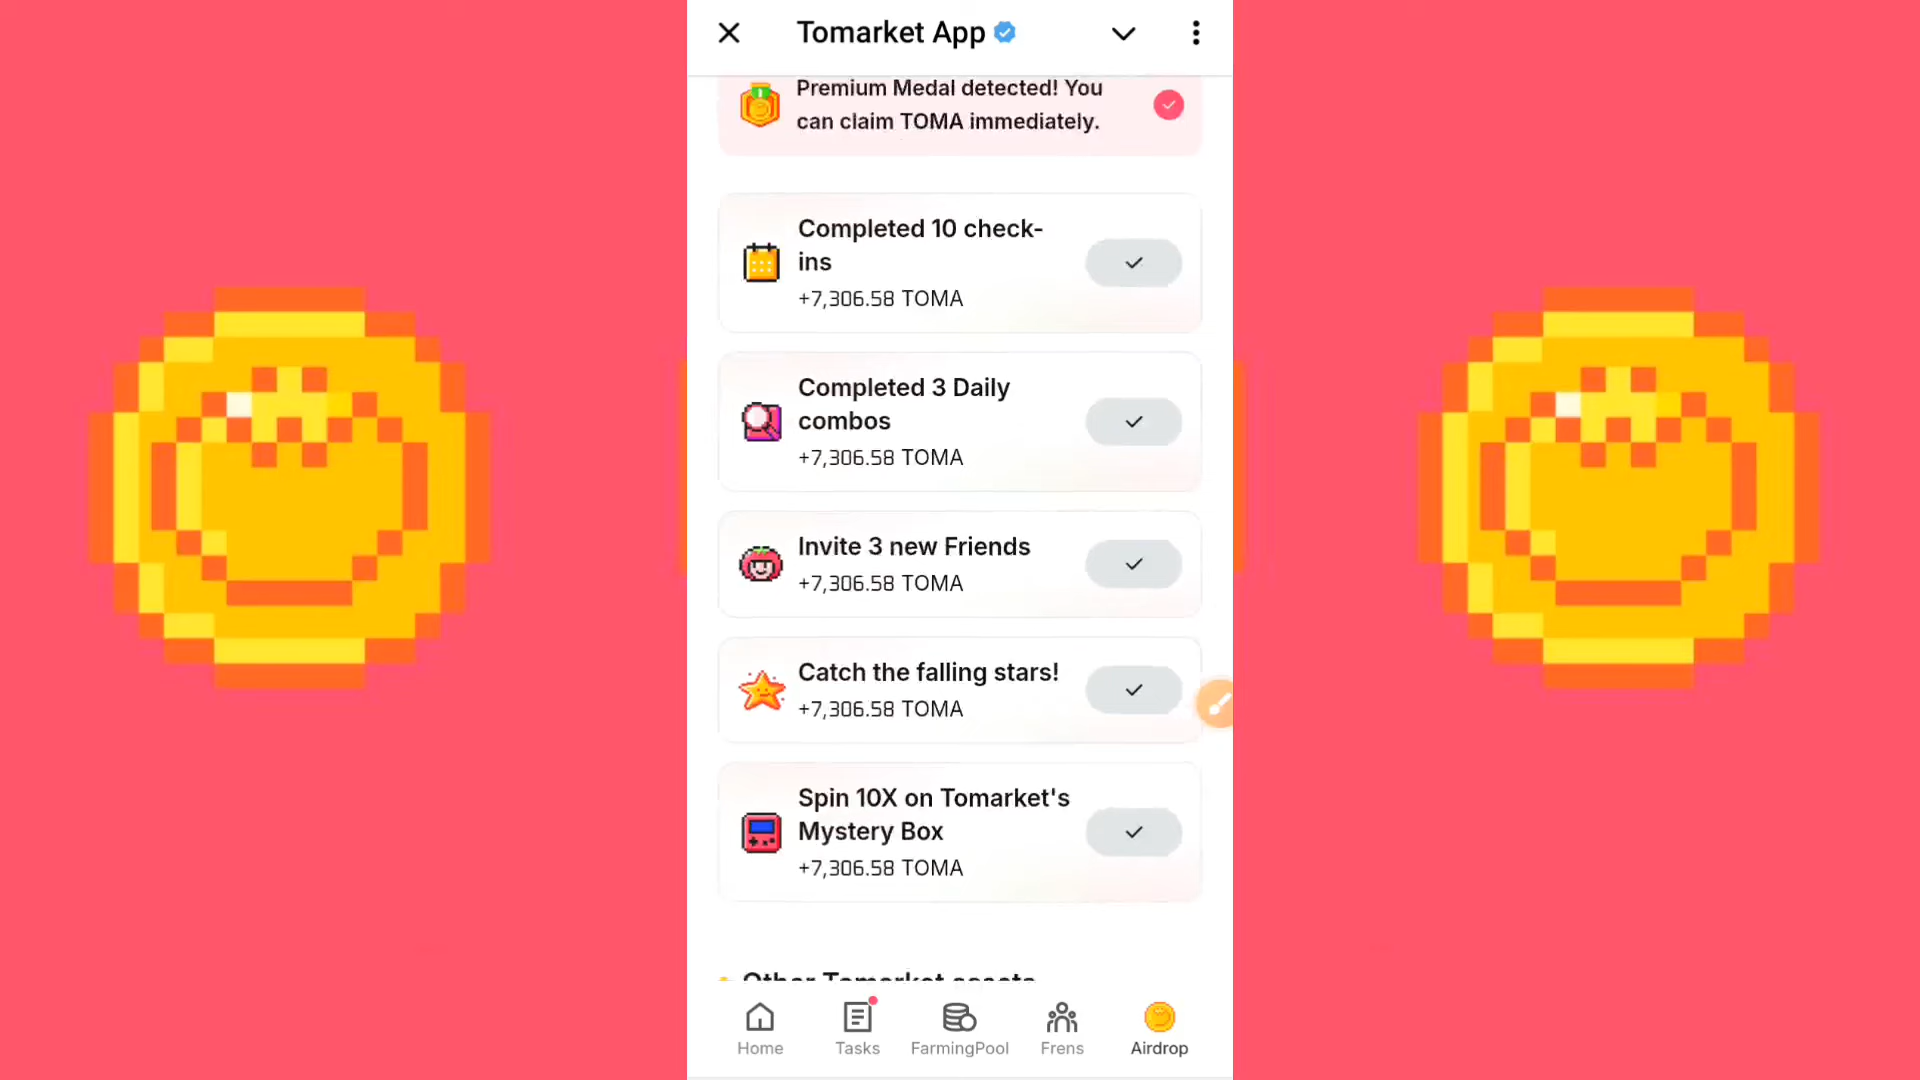 Tomarket App
Premium Medal detected! You
can claim TOMA immediately.
Completed 10 check-
ins
+7,306.58 TOMA
Completed 3 Daily
combos
+7,306.58 TOMA
Invite 3 new Friends
+7,306.58 TOMA
Catch the falling stars!
+7,306.58 TOMA
Spin 10X on Tomarket's
Mystery Box
+7,306.58 TOMA
Other Tomarket assets
Home
Tasks
FarmingPool
Frens
Airdrop